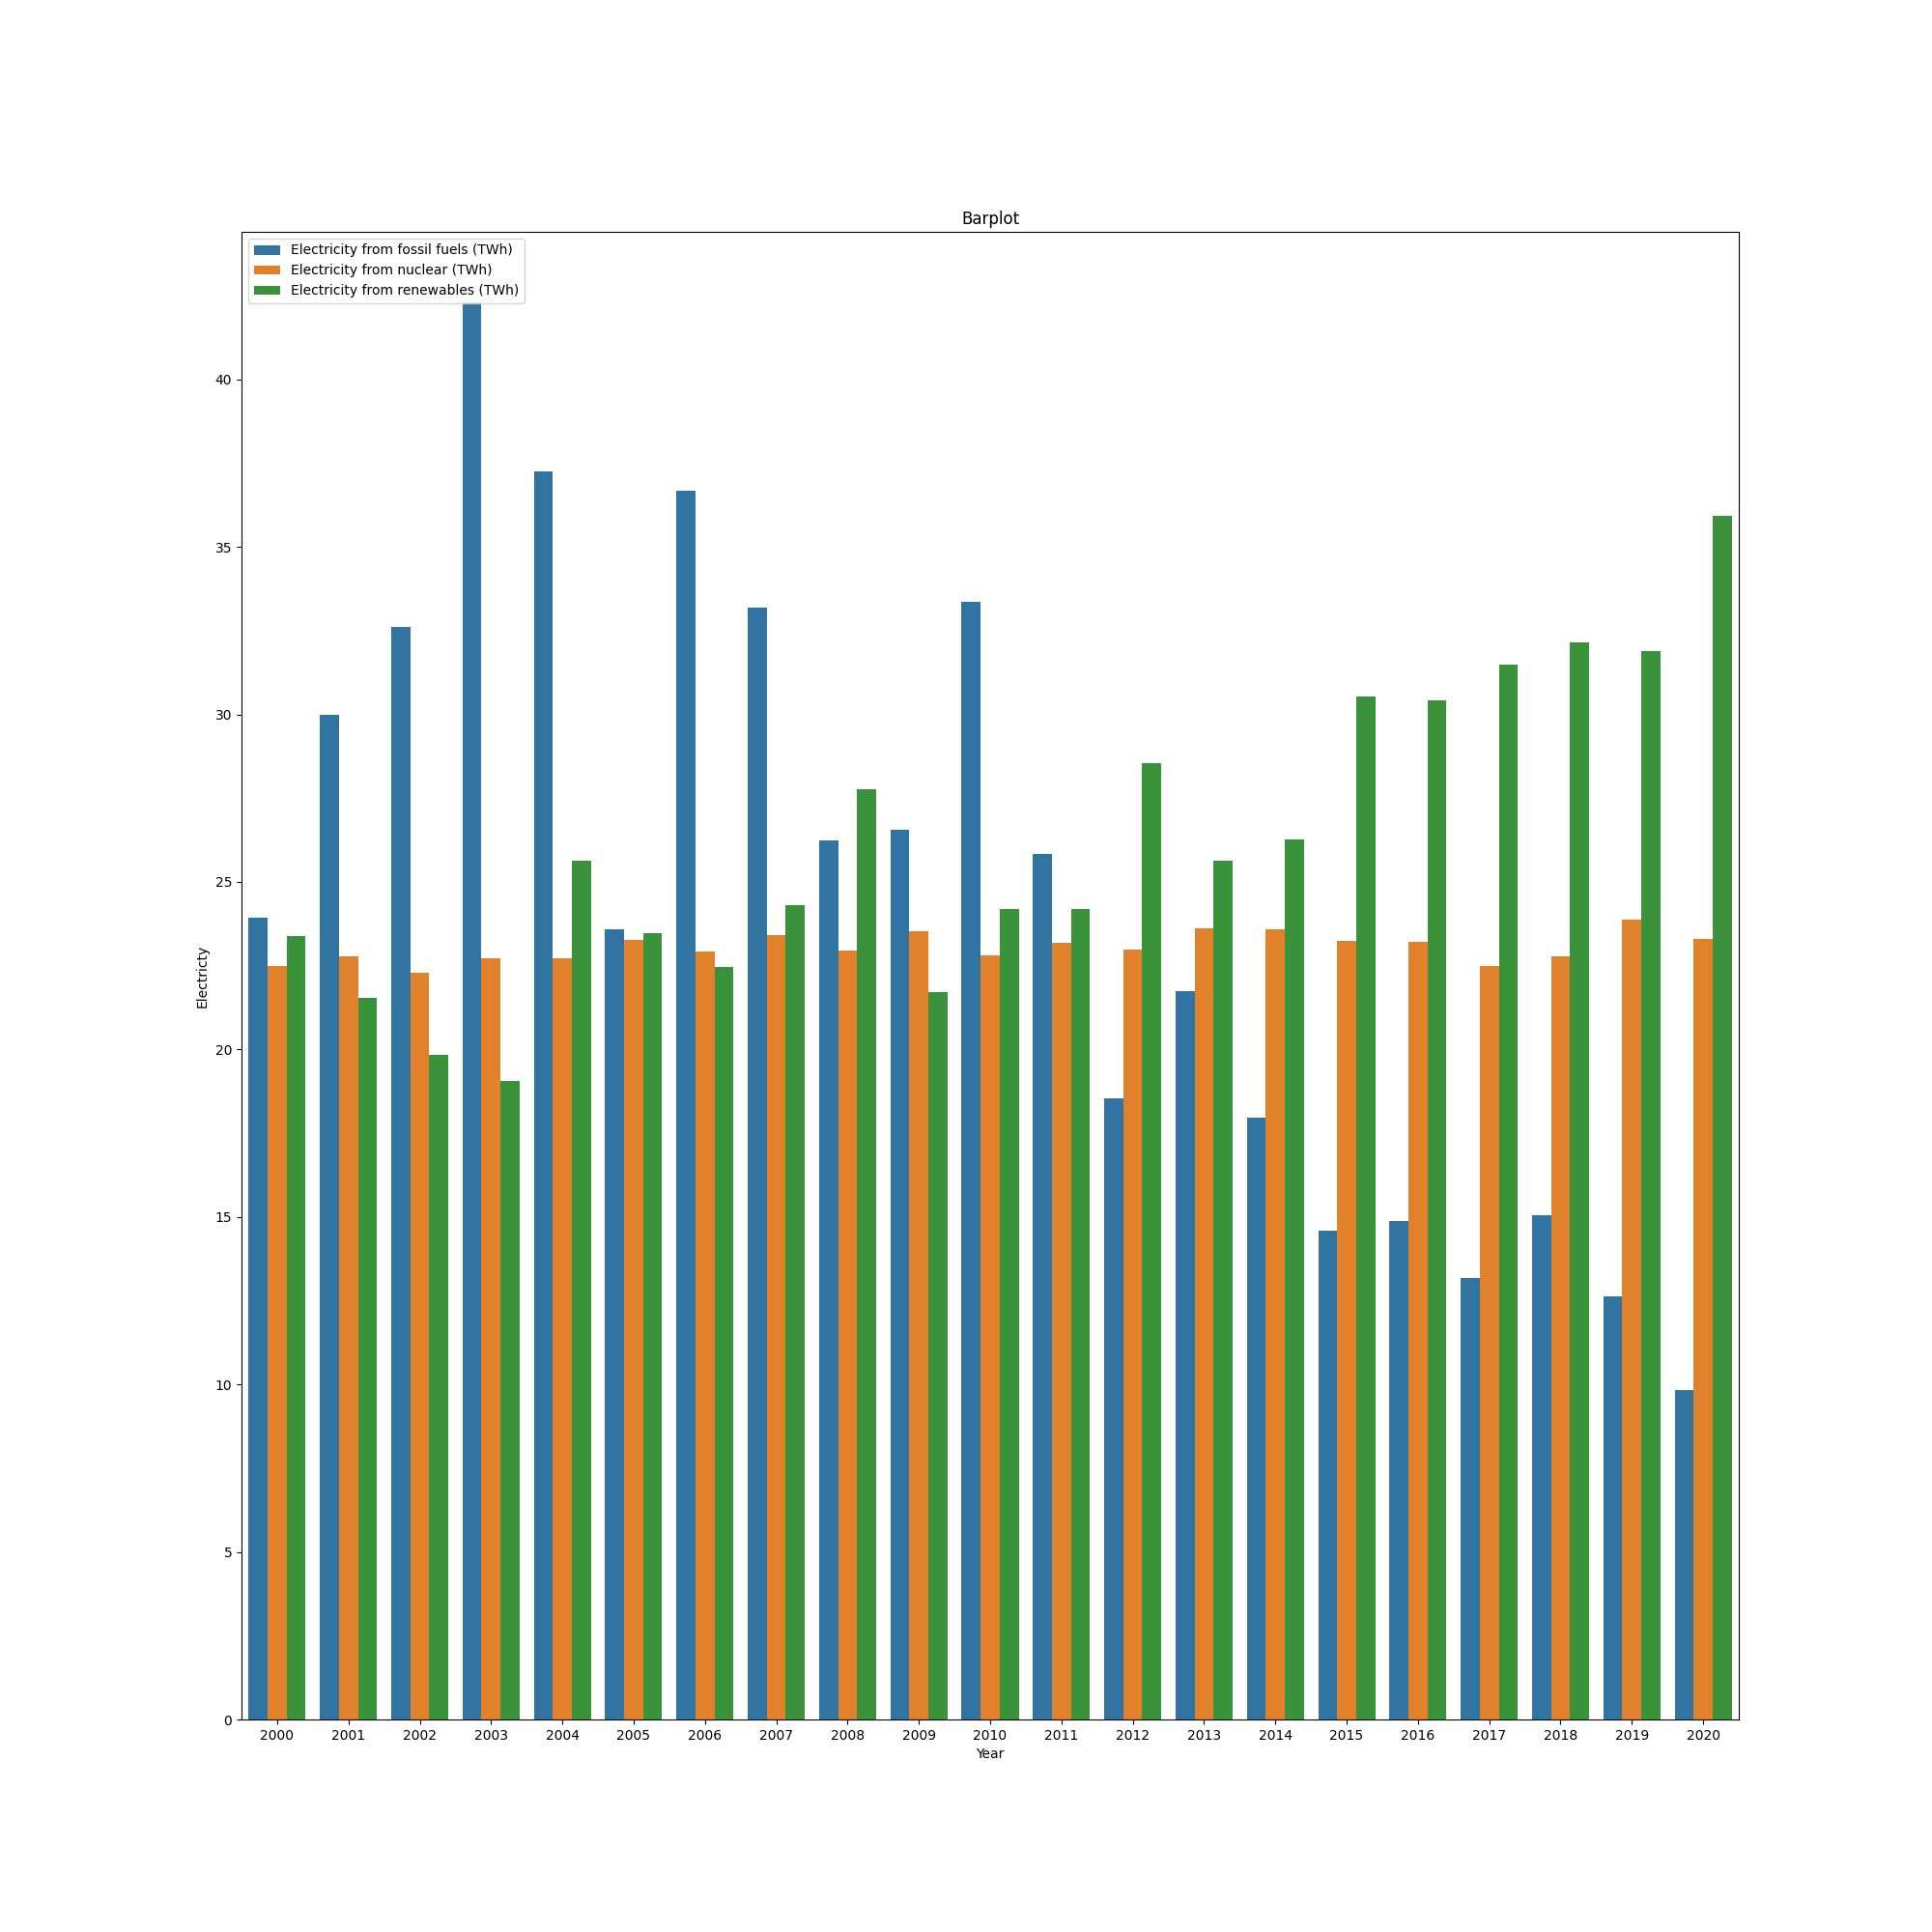 Barplot
Electricity from fossil fuels (TWh)
Electricity from nuclear (TWh)
Electricity from renewables (TWh)
40
35
30
25
20
15
10
5
0
Electricty
2000 2001 2002 2003 2004 2005 2006 2007 2008 2009 2010 2011 2012 2013 2014 2015 2016 2017 2018 2019 2020
Year